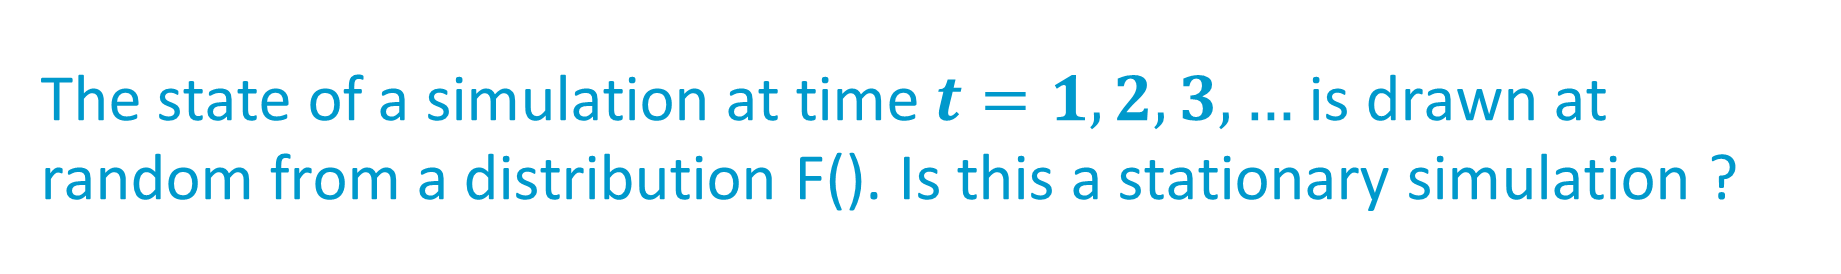 The state of a simulation at time t = 1, 2, 3, … is drawn at
random from a distribution F(). Is this a stationary simulation ?